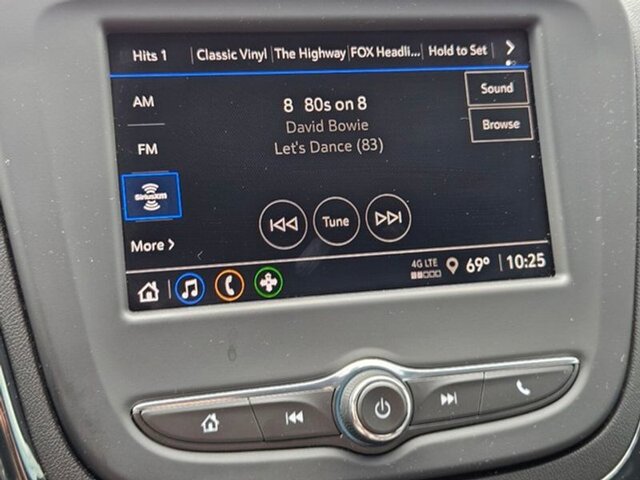 Hits 1 Classic Vinyl The Highway FOX Headli... Hold to Set >
AM
8 80s on 8
Sound
David Bowie
Browse
FM
Let's Dance (83)
SiriusXM
Tune
More >
4G LTE 69° 10:25